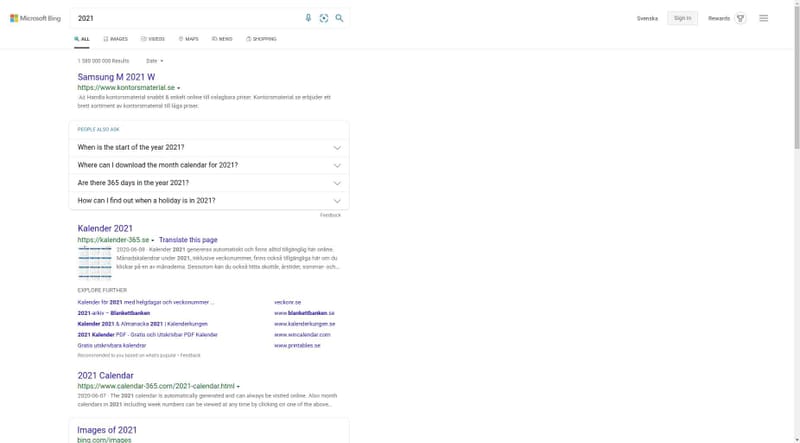 Microsoft Bing
2021
Svenska
Sign in
Rewards
ALL
IMAGES
VIDEOS
MAPS
NEWS
SHOPPING
1 580 000 000 Results
Date
Samsung M 2021 W
https://www.kontorsmaterial.se
Ad Handla kontorsmaterial snabbt & enkelt online till oslagbara priser. Kontorsmaterial.se erbjuder ett
brett sortiment av kontorsmaterial till låga priser.
PEOPLE ALSO ASK
When is the start of the year 2021?
Where can I download the month calendar for 2021?
Are there 365 days in the year 2021?
How can I find out when a holiday is in 2021?
Feedback
Kalender 2021
https://kalender-365.se
Translate this page
2020-06-08 · Kalender 2021 genereras automatiskt och finns alltid tillgänglig här online.
Månadskalendrar under 2021, inklusive veckonummer, finns också tillgängliga här om du
klickar på en av månaderna. Dessutom kan du också hitta skottår, årstider, sommar- och...
EXPLORE FURTHER
Kalender för 2021 med helgdagar och veckonummer ...
veckonr.se
2021-arkiv – Blankettbanken
www.blankettbanken.se
Kalender 2021 & Almanacka 2021 | Kalenderkungen
www.kalenderkungen.se
2021 Kalender PDF - Gratis och Utskrivbar PDF Kalender
www.wincalendar.com
Gratis utskrivbara kalendrar
www.printables.se
Recommended to you based on what's popular • Feedback
2021 Calendar
https://www.calendar-365.com/2021-calendar.html
2020-06-07 · The 2021 calendar is automatically generated and can always be visited online. Also month
calendars in 2021 including week numbers can be viewed at any time by clicking on one of the above...
Images of 2021
bing.com/images